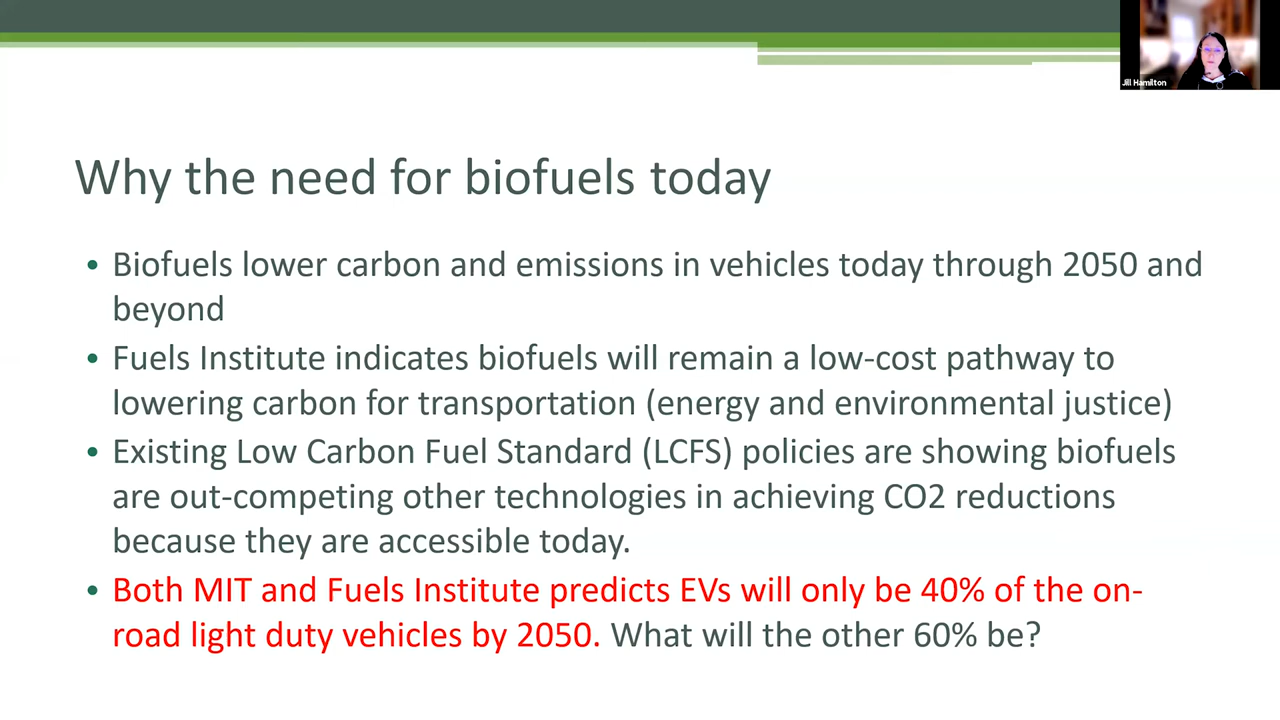 Jill Hamilton
Why the need for biofuels today
• Biofuels lower carbon and emissions in vehicles today through 2050 and
beyond
• Fuels Institute indicates biofuels will remain a low-cost pathway to
lowering carbon for transportation (energy and environmental justice)
• Existing Low Carbon Fuel Standard (LCFS) policies are showing biofuels
are out-competing other technologies in achieving CO2 reductions
because they are accessible today.
• Both MIT and Fuels Institute predicts EVs will only be 40% of the on-
road light duty vehicles by 2050. What will the other 60% be?